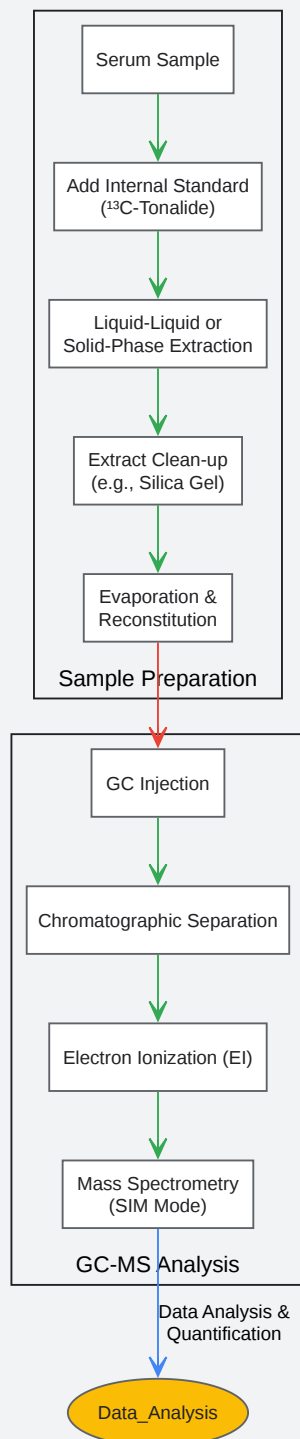 Serum Sample
Add Internal Standard
(¹³C-Tonalide)
Liquid-Liquid or
Solid-Phase Extraction
Extract Clean-up
(e.g., Silica Gel)
Evaporation &
Reconstitution
Sample Preparation
GC Injection
Chromatographic Separation
Electron Ionization (EI)
Mass Spectrometry
(SIM Mode)
GC-MS Analysis
Data Analysis &
Quantification
Data_Analysis